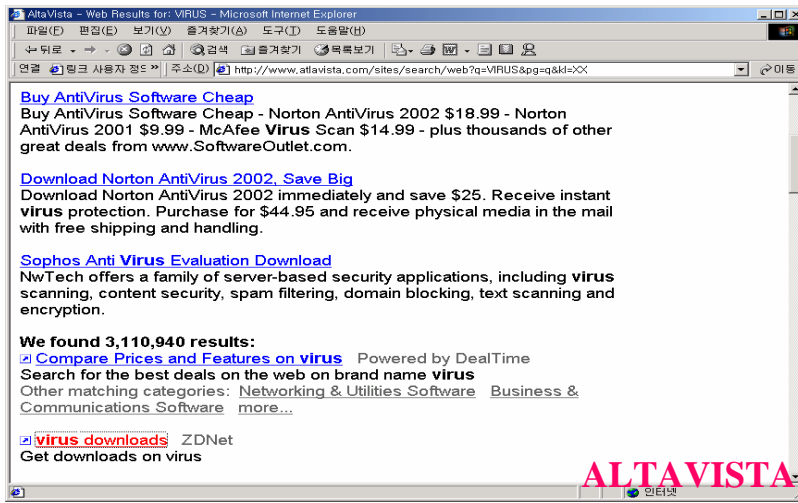 AltaVista - Web Results for: VIRUS - Microsoft Internet Explorer
파일(F) 편집(E) 보기(V) 즐겨찾기(A) 도구(T) 도움말(H)
뒤로 검색 즐겨찾기 목록보기
연결 링크 사용자 정도 » 주소(D) http://www.atlavista.com/sites/search/web?q=VIRUS&pg=q&kl=XX 이동
Buy AntiVirus Software Cheap
Buy AntiVirus Software Cheap - Norton AntiVirus 2002 $18.99 - Norton
AntiVirus 2001 $9.99 - McAfee Virus Scan $14.99 - plus thousands of other
great deals from www.SoftwareOutlet.com.
Download Norton AntiVirus 2002, Save Big
Download Norton AntiVirus 2002 immediately and save $25. Receive instant
virus protection. Purchase for $44.95 and receive physical media in the mail
with free shipping and handling.
Sophos Anti Virus Evaluation Download
NwTech offers a family of server-based security applications, including virus
scanning, content security, spam filtering, domain blocking, text scanning and
encryption.
We found 3,110,940 results:
Compare Prices and Features on virus Powered by DealTime
Search for the best deals on the web on brand name virus
Other matching categories: Networking & Utilities Software Business &
Communications Software more...
virus downloads ZDNet
Get downloads on virus
ALTAVISTA
인터넷